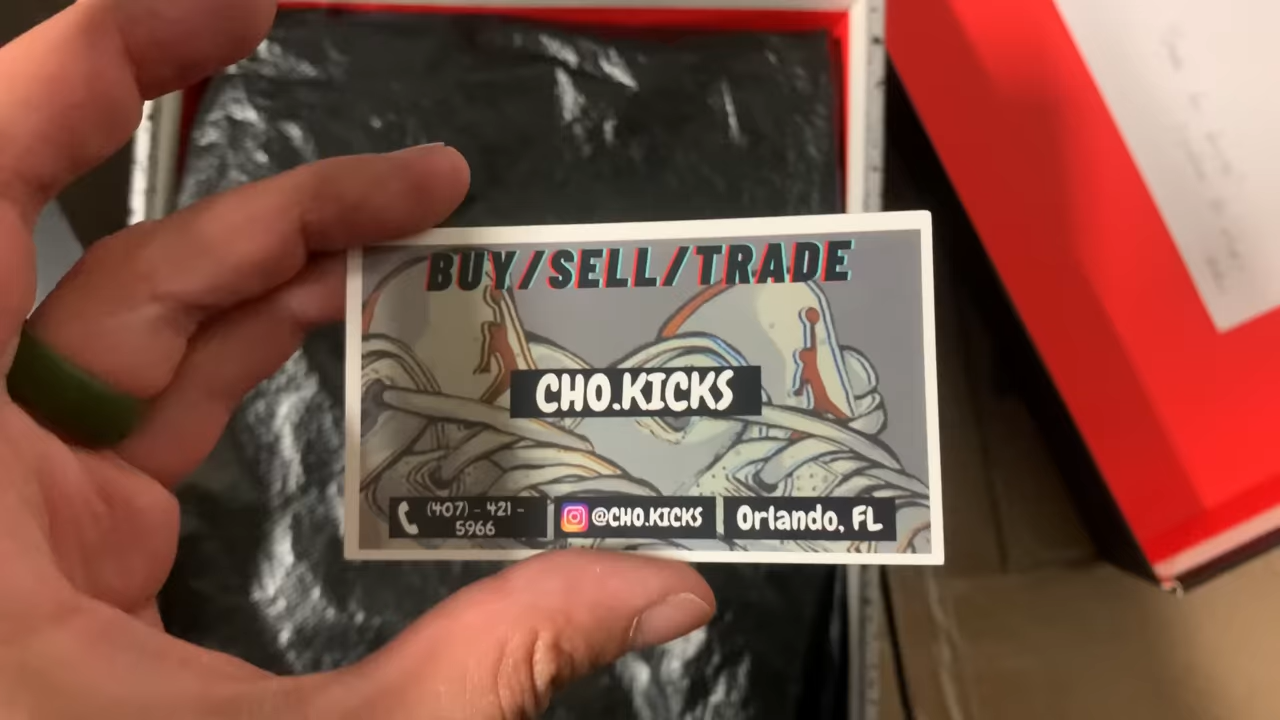 BUY/SELL/TRADE
CHO.KICKS
(407) - 421 -
5966
@CHO.KICKS
Orlando, FL